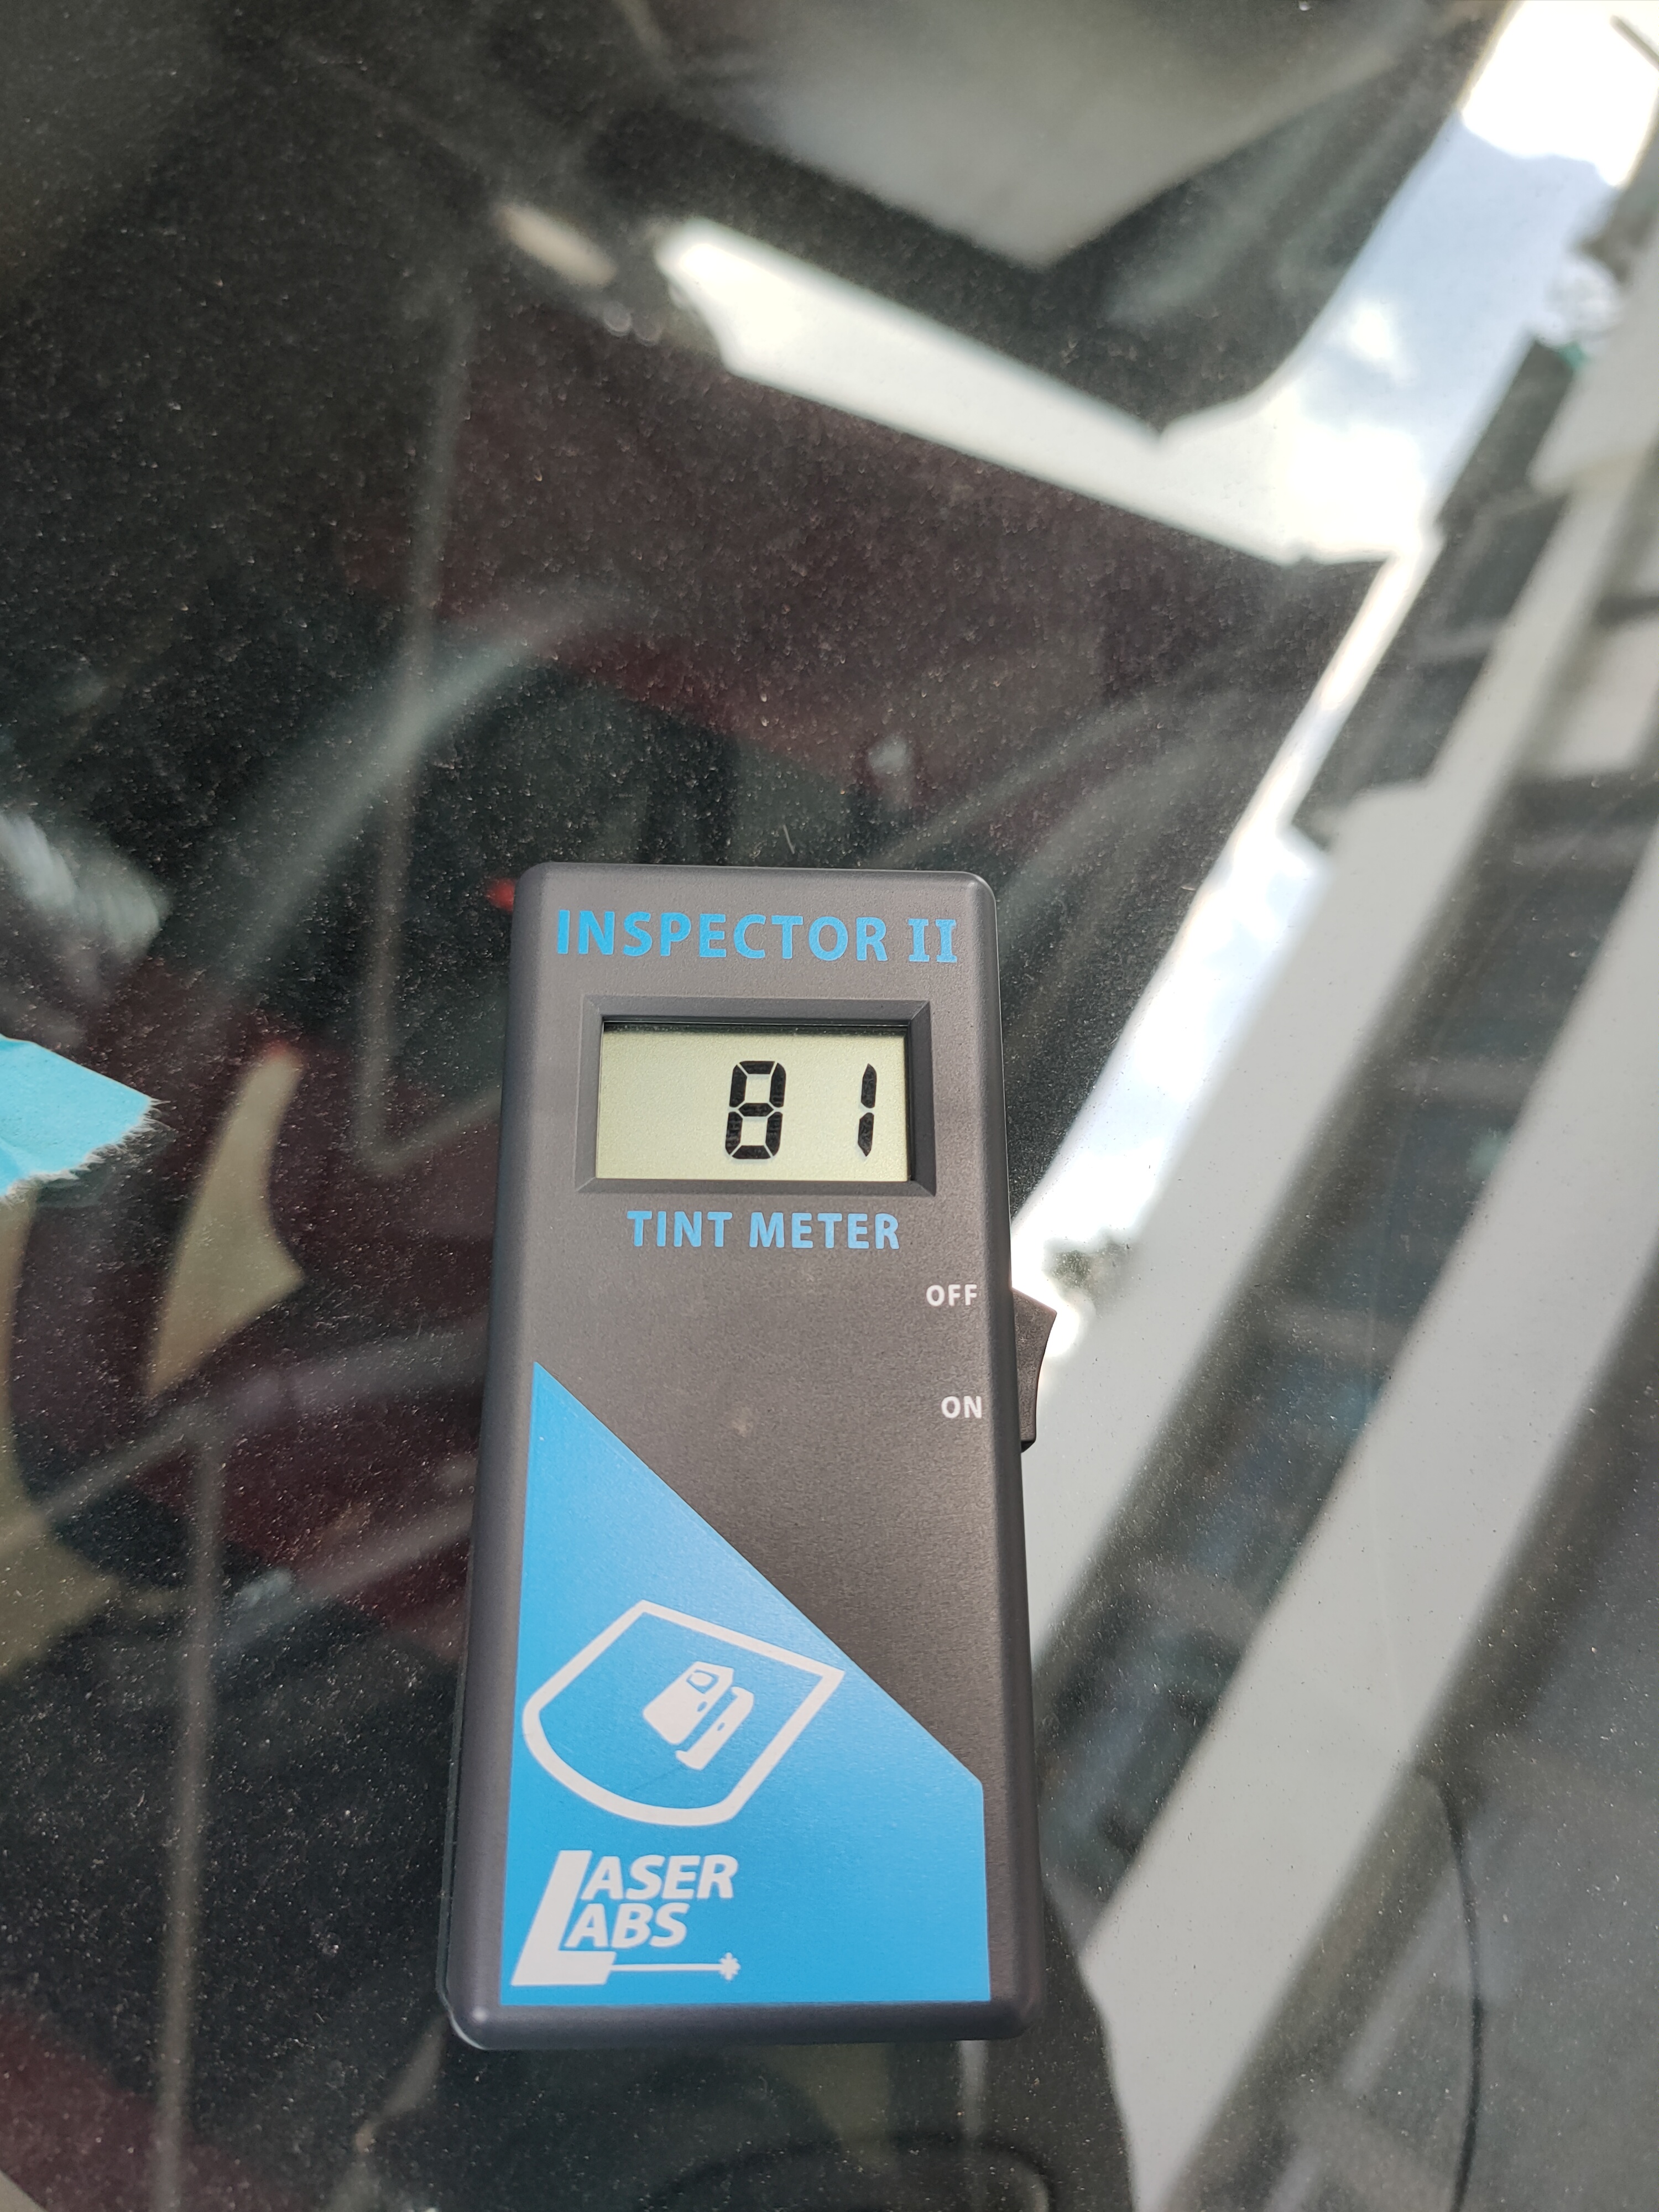 INSPECTOR II
81
TINT METER
OFF
ON
LASER
LABS